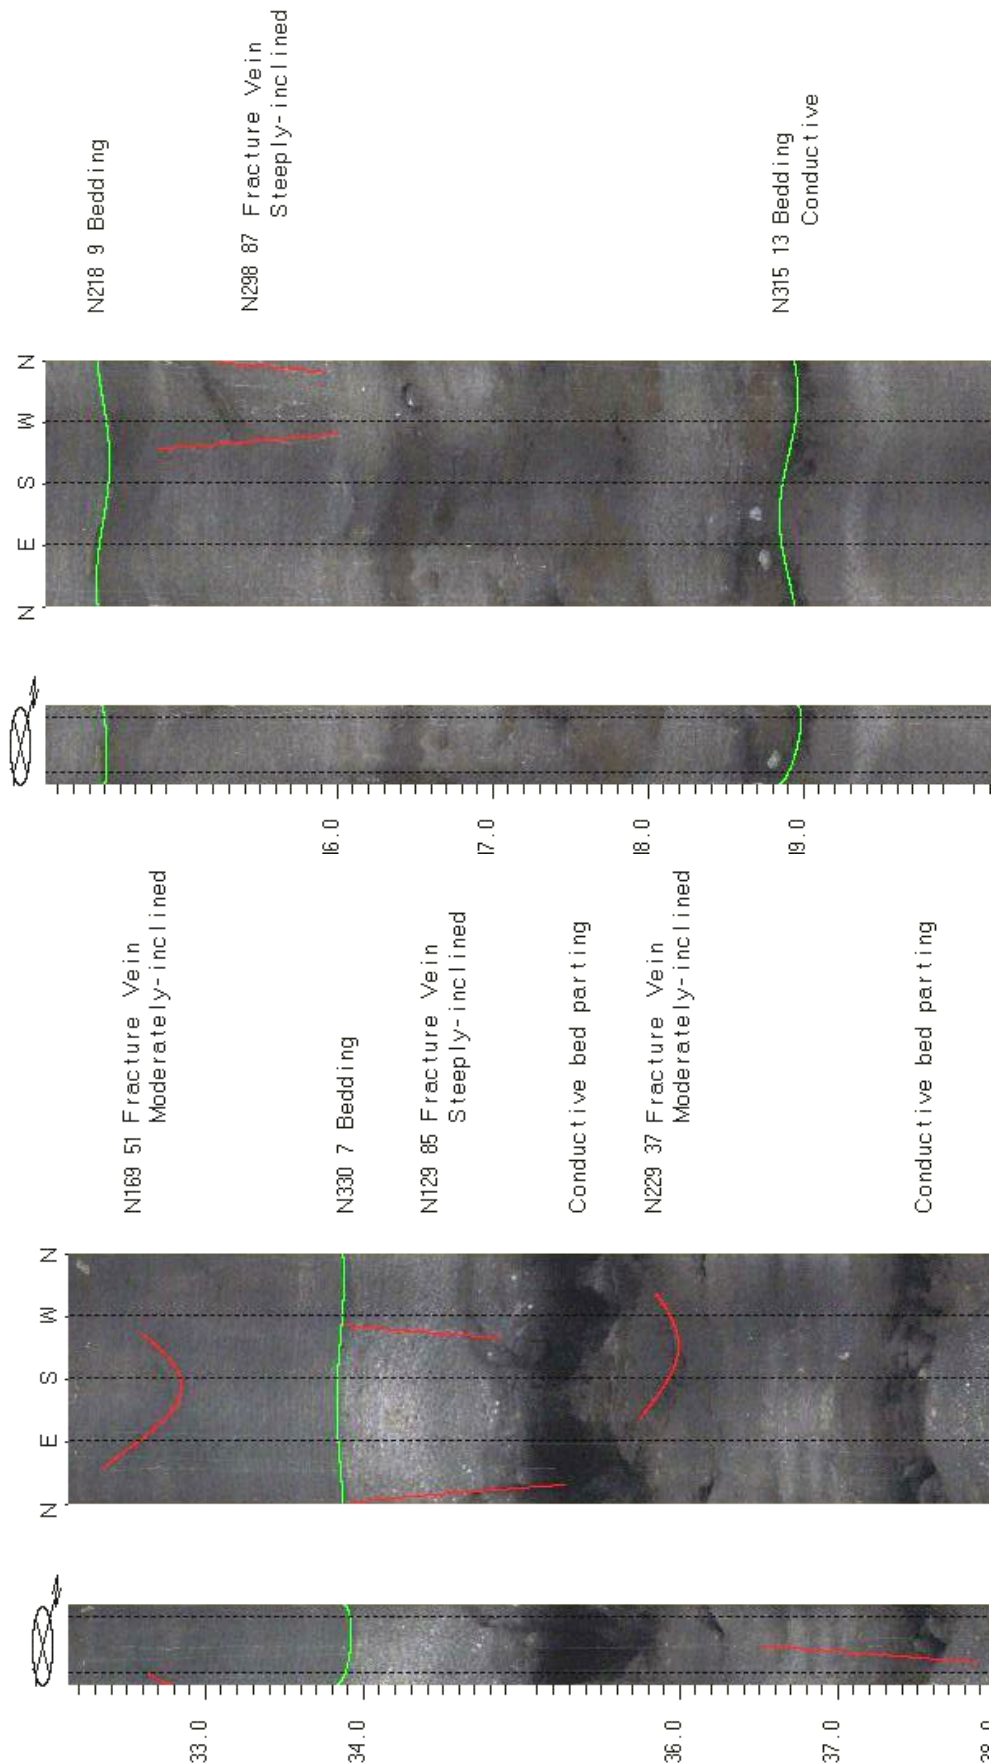 N218 9 Bedding
N298 87 Fracture Vein
Steeply-inclined
N315 13 Bedding
Conductive
N E S W N
16.0
17.0
18.0
19.0
N169 51 Fracture Vein
Moderately-inclined
N330 7 Bedding
N129 85 Fracture Vein
Steeply-inclined
Conductive bed parting
N229 37 Fracture Vein
Moderately-inclined
Conductive bed parting
N E S W N
33.0
34.0
36.0
37.0